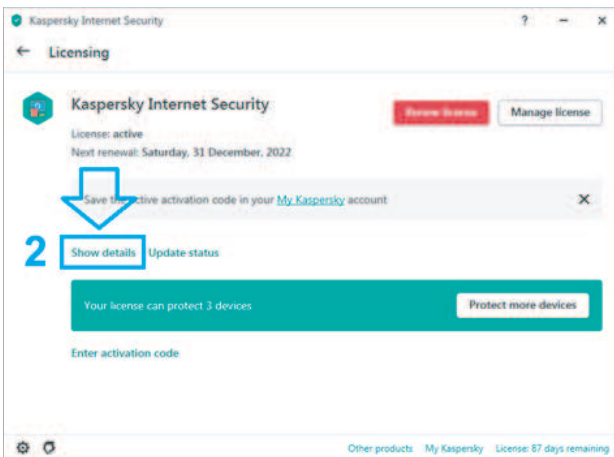 Kaspersky Internet Security ? – ×
← Licensing
Kaspersky Internet Security
Renew license Manage license
License: active
Next renewal: Saturday, 31 December, 2022
Save the active activation code in your My Kaspersky account ×
2 Show details Update status
Your license can protect 3 devices Protect more devices
Enter activation code
Other products My Kaspersky License: 87 days remaining